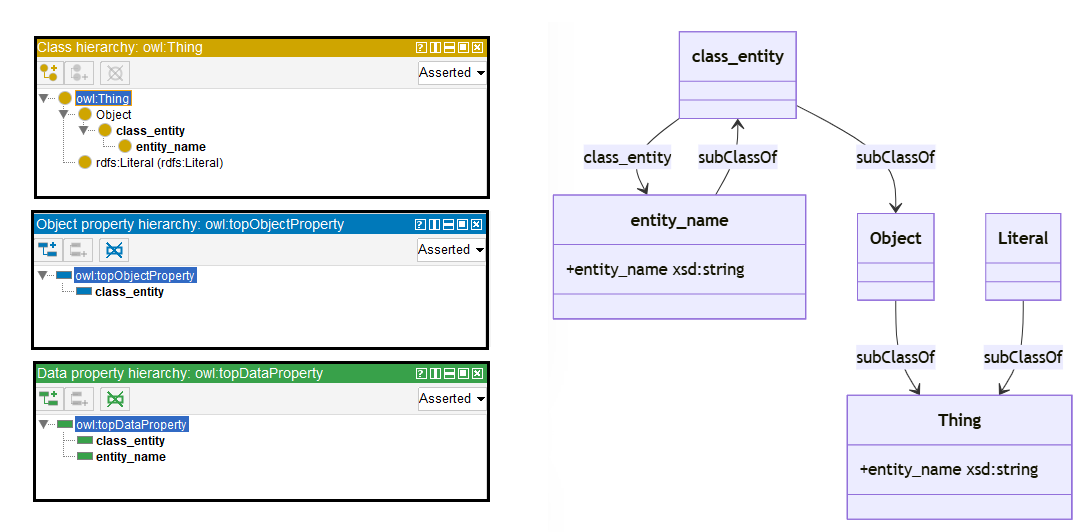 Class hierarchy: owl:Thing
Asserted
owl:Thing
Object
class_entity
entity_name
rdfs:Literal (rdfs:Literal)
Object property hierarchy: owl:topObjectProperty
Asserted
owl:topObjectProperty
class_entity
Data property hierarchy: owl:topDataProperty
Asserted
owl:topDataProperty
class_entity
entity_name
class_entity
class_entity
subClassOf
subClassOf
entity_name
+entity_name xsd:string
Object
Literal
subClassOf
subClassOf
Thing
+entity_name xsd:string